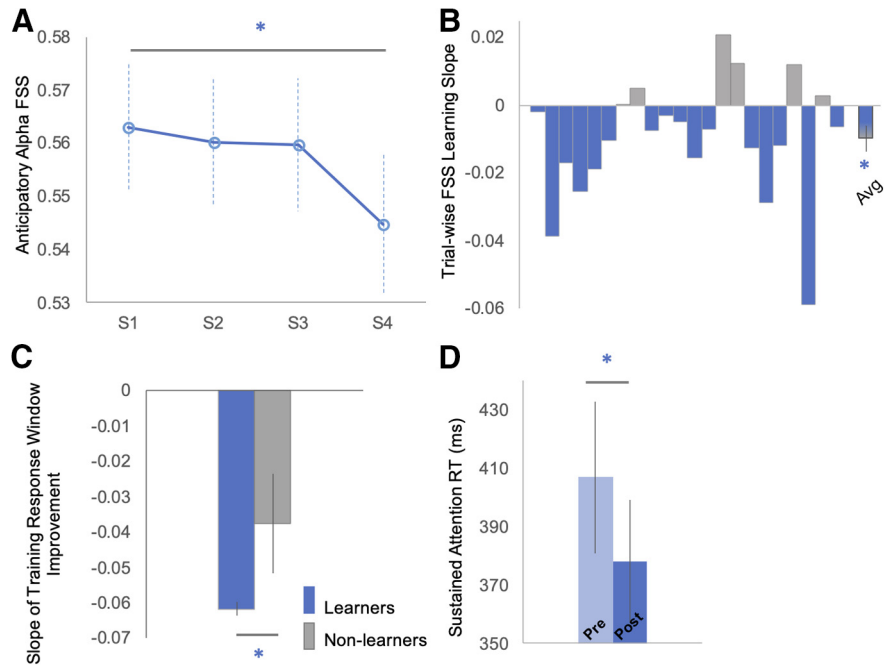 A
Anticipatory Alpha FSS
0.58
0.57
0.56
0.55
0.54
0.53
*
S1 S2 S3 S4
B
Trial-wise FSS Learning Slope
0.02
0
-0.02
-0.04
-0.06
*
Avg
C
Slope of Training Response Window
Improvement
0
-0.01
-0.02
-0.03
-0.04
-0.05
-0.06
-0.07
*
Learners
Non-learners
D
Sustained Attention RT (ms)
430
410
390
370
350
*
Pre
Post